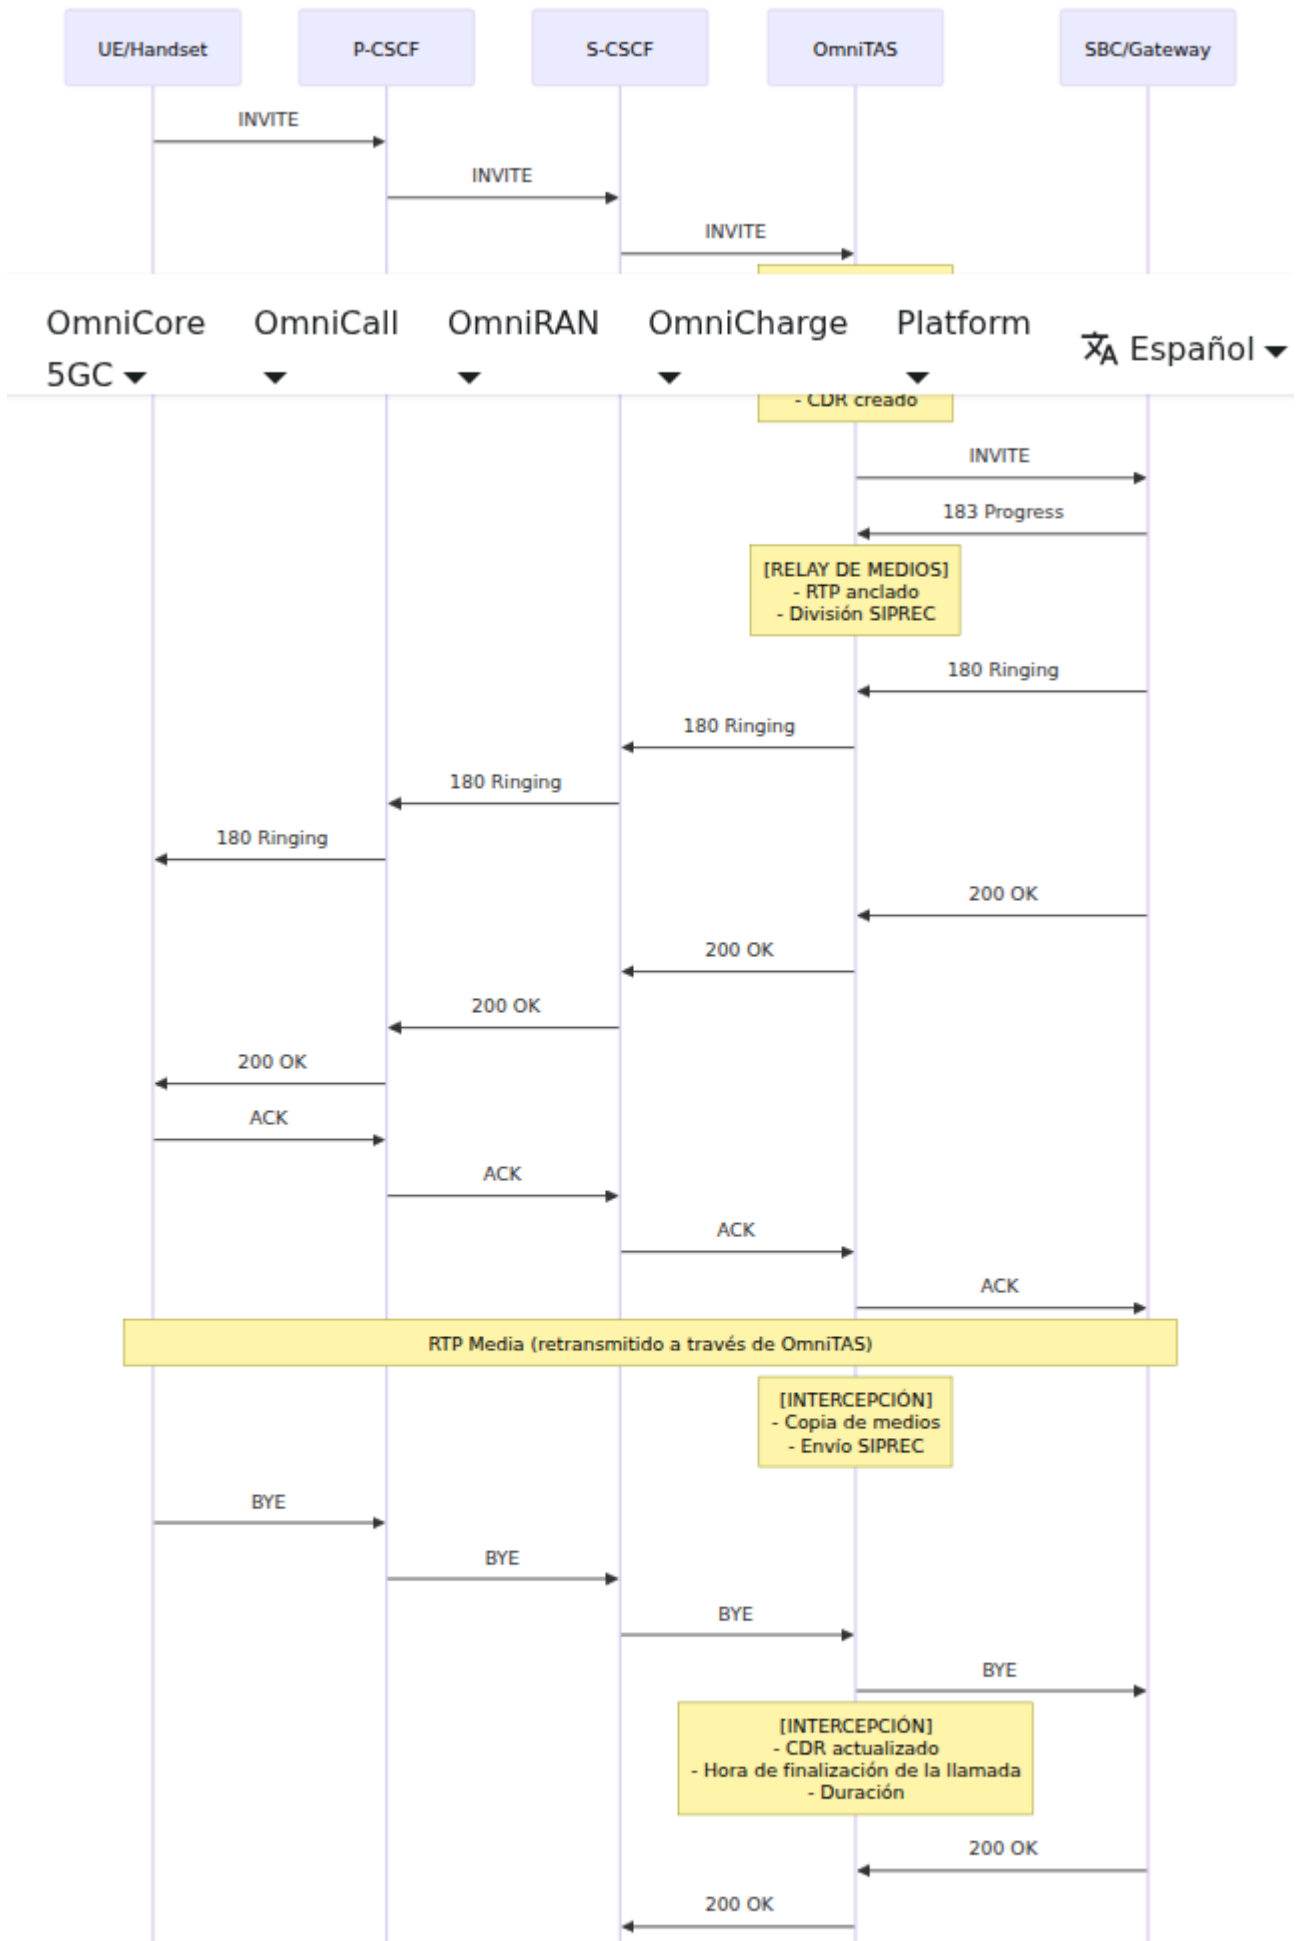 UE/Handset P-CSCF S-CSCF OmniTAS SBC/Gateway
INVITE
INVITE
INVITE
OmniCore OmniCall OmniRAN OmniCharge Platform
Español
5GC
- CDR creado
INVITE
183 Progress
[RELAY DE MEDIOS]
- RTP anclado
- División SIPREC
180 Ringing
180 Ringing
180 Ringing
180 Ringing
200 OK
200 OK
200 OK
200 OK
ACK
ACK
ACK
ACK
RTP Media (retransmitido a través de OmniTAS)
[INTERCEPCIÓN]
- Copia de medios
- Envío SIPREC
BYE
BYE
BYE
BYE
[INTERCEPCIÓN]
- CDR actualizado
- Hora de finalización de la llamada
- Duración
200 OK
200 OK